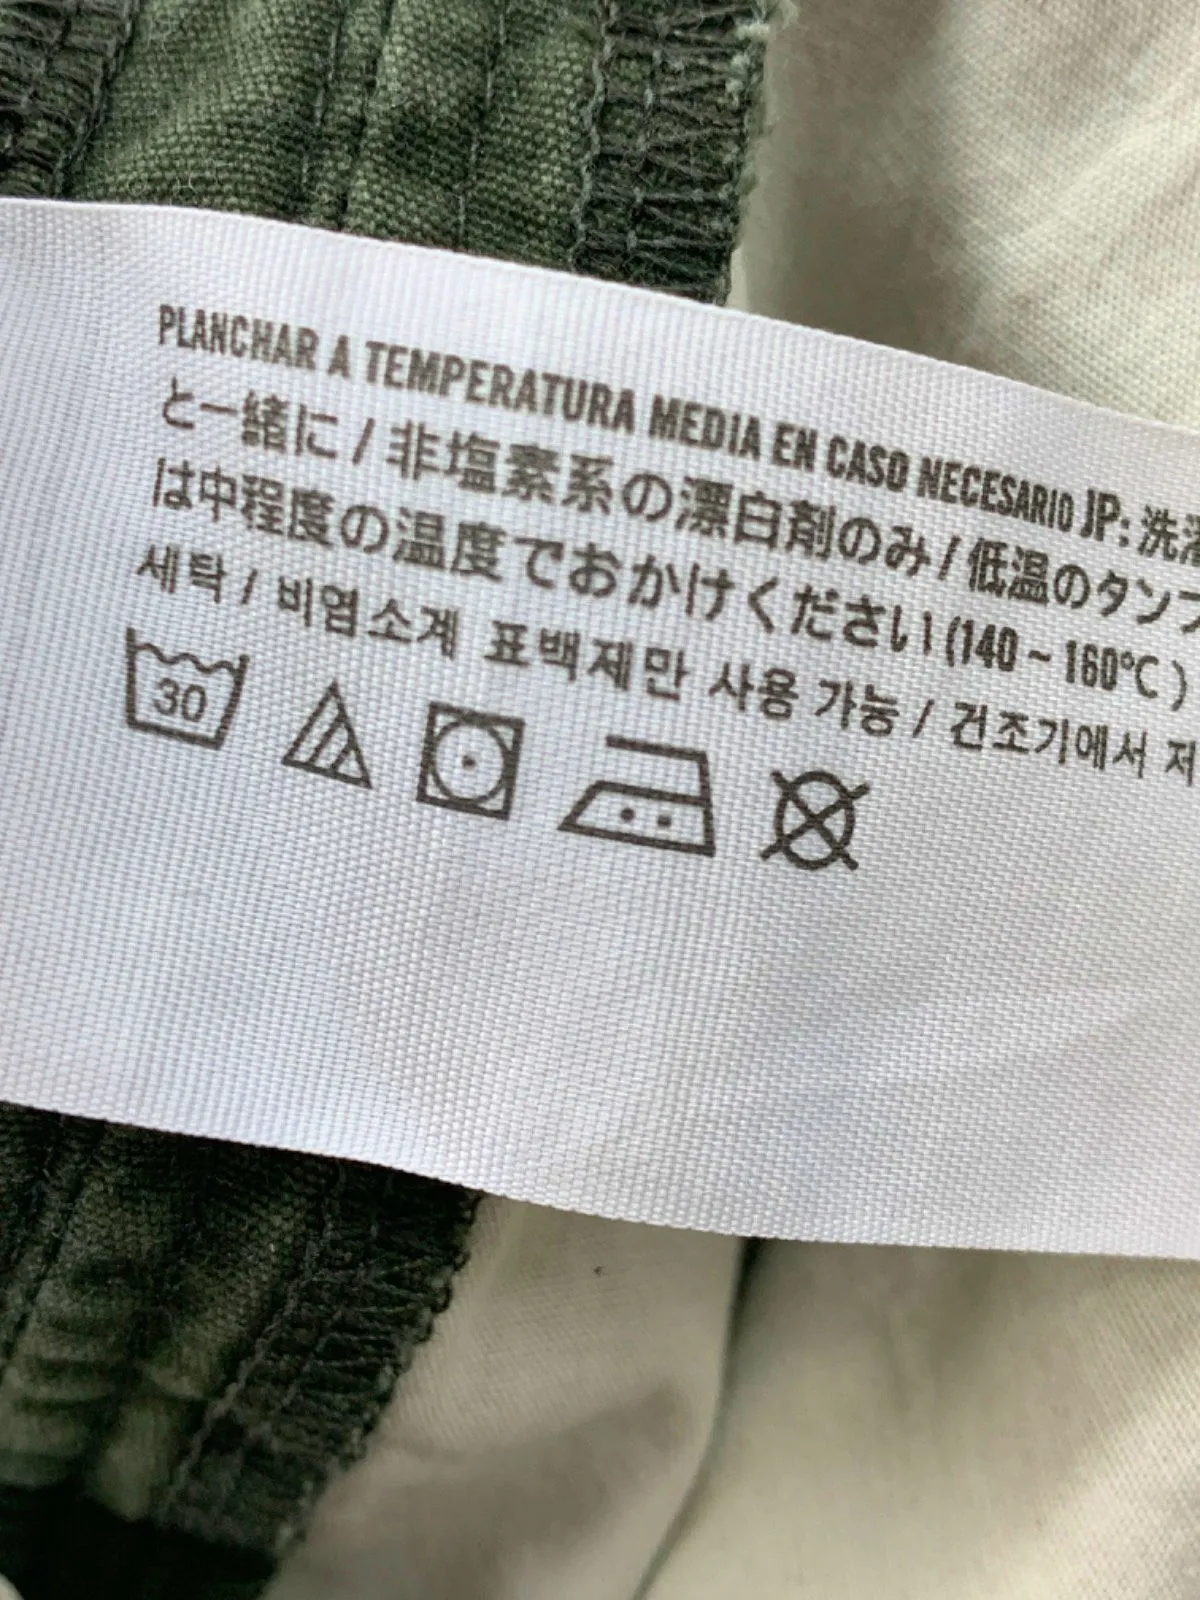 PLANCHAR A TEMPERATURA MEDIA EN CASO NECESARIO JP: 洗濯
と一緒に / 非塩素系の漂白剤のみ / 低温のタンブ
は中程度の温度でおかけください (140 ~ 160°C )
세탁 / 비염소계 표백제만 사용 가능 / 건조기에서 저
30